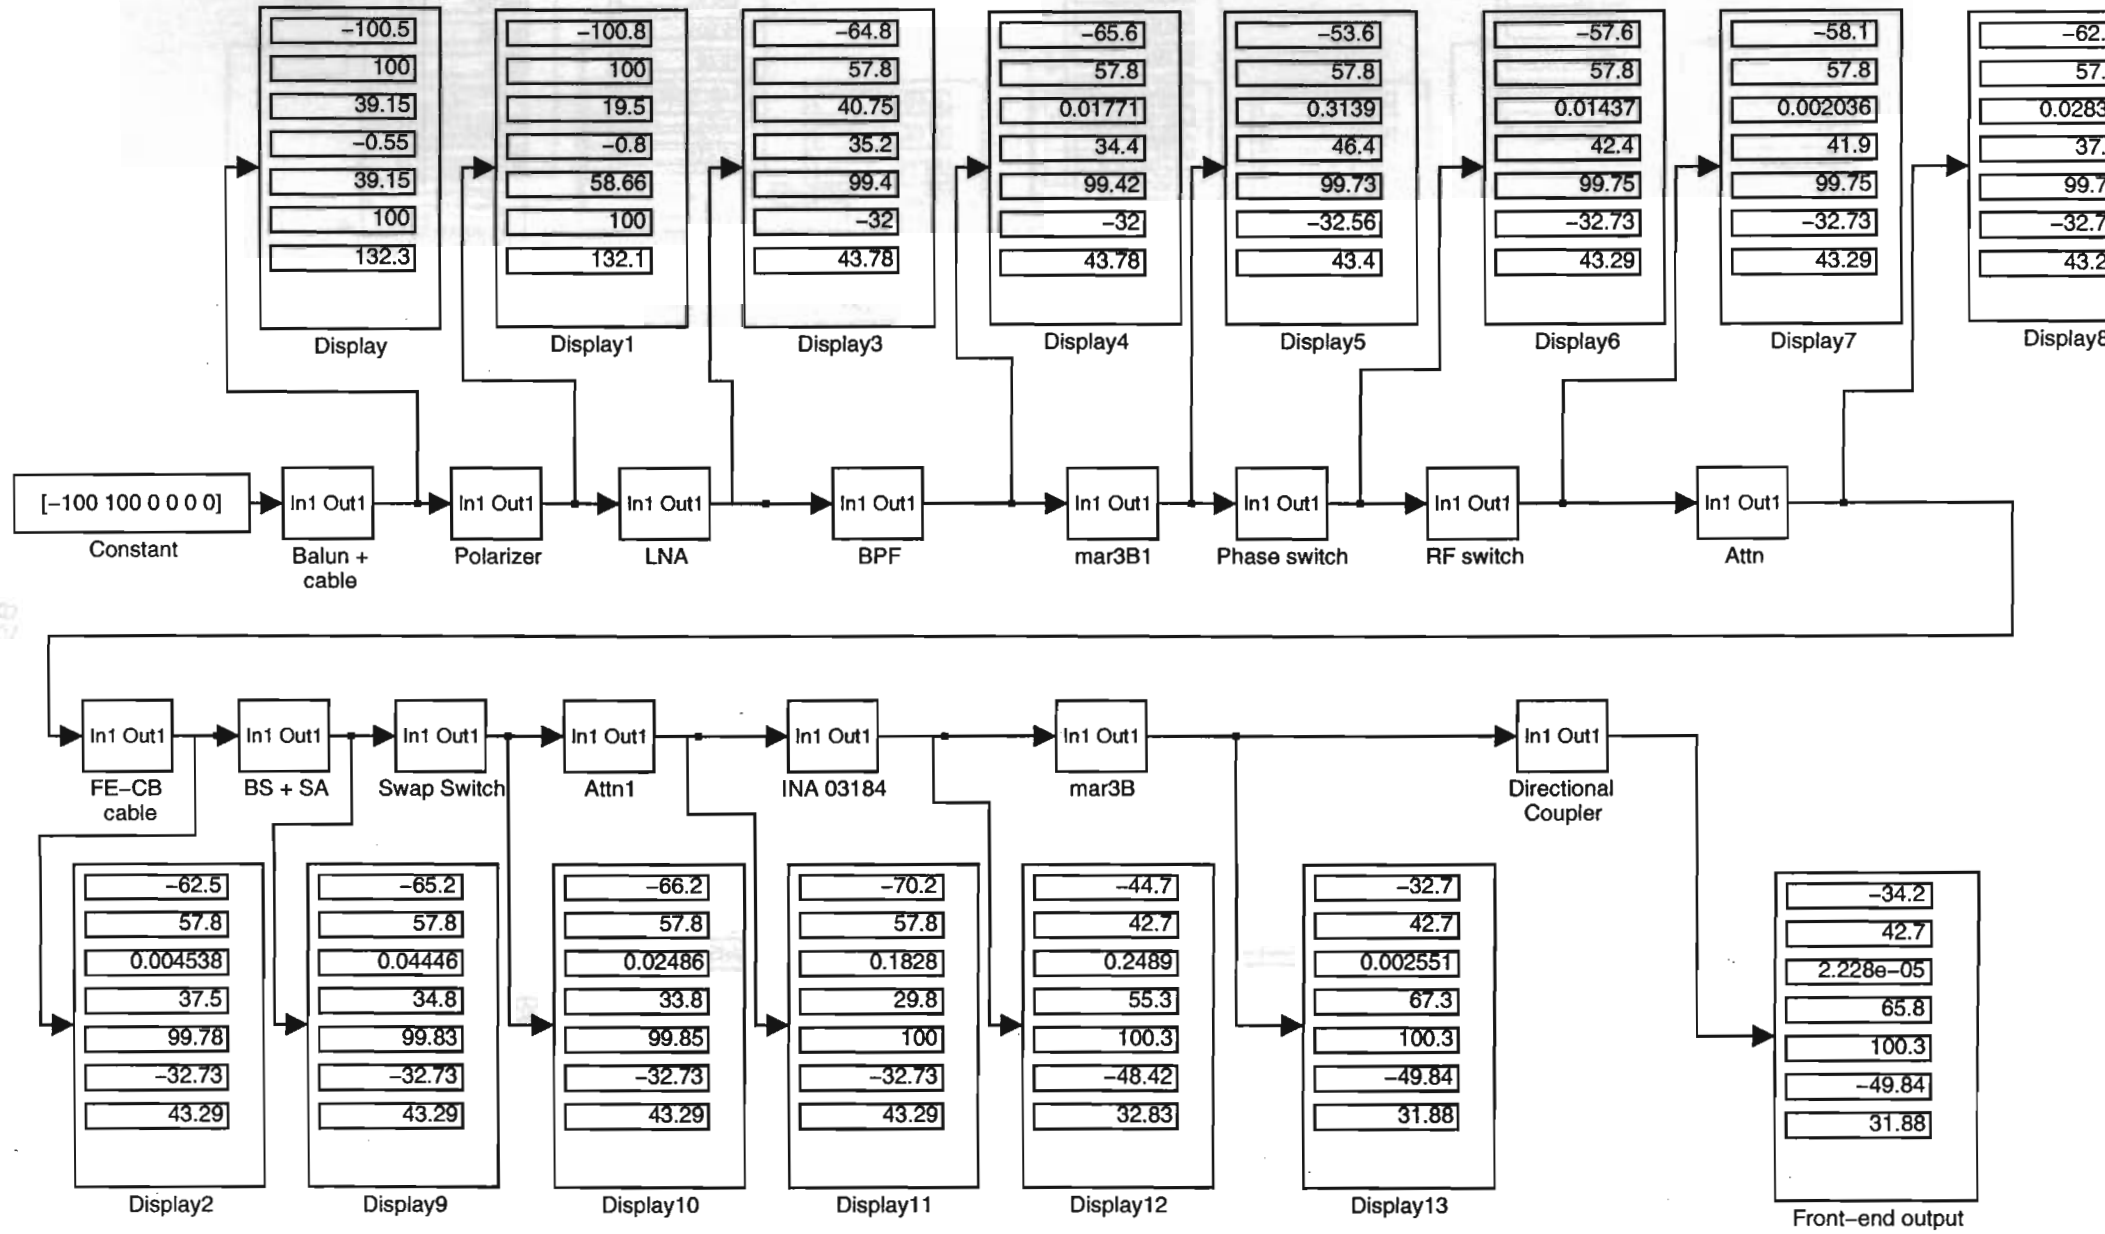 -100.5
100
39.15
-0.55
39.15
100
132.3
Display
-100.8
100
19.5
-0.8
58.66
100
132.1
Display1
-64.8
57.8
40.75
35.2
99.4
-32
43.78
Display3
-65.6
57.8
0.01771
34.4
99.42
-32
43.78
Display4
-53.6
57.8
0.3139
46.4
99.73
-32.56
43.4
Display5
-57.6
57.8
0.01437
42.4
99.75
-32.73
43.29
Display6
-58.1
57.8
0.002036
41.9
99.75
-32.73
43.29
Display7
-62.
57.
0.0283
37.
99.7
-32.7
43.2
Display8
[-100 100 0 0 0 0 0]
Constant
In1 Out1
Balun +
cable
In1 Out1
Polarizer
In1 Out1
LNA
In1 Out1
BPF
In1 Out1
mar3B1
In1 Out1
Phase switch
In1 Out1
RF switch
In1 Out1
Attn
In1 Out1
FE-CB
cable
In1 Out1
BS + SA
In1 Out1
Swap Switch
In1 Out1
Attn1
In1 Out1
INA 03184
In1 Out1
mar3B
In1 Out1
Directional
Coupler
-62.5
57.8
0.004538
37.5
99.78
-32.73
43.29
Display2
-65.2
57.8
0.04446
34.8
99.83
-32.73
43.29
Display9
-66.2
57.8
0.02486
33.8
99.85
-32.73
43.29
Display10
-70.2
57.8
0.1828
29.8
100
-32.73
43.29
Display11
-44.7
42.7
0.2489
55.3
100.3
-48.42
32.83
Display12
-32.7
42.7
0.002551
67.3
100.3
-49.84
31.88
Display13
-34.2
42.7
2.228e-05
65.8
100.3
-49.84
31.88
Front-end output